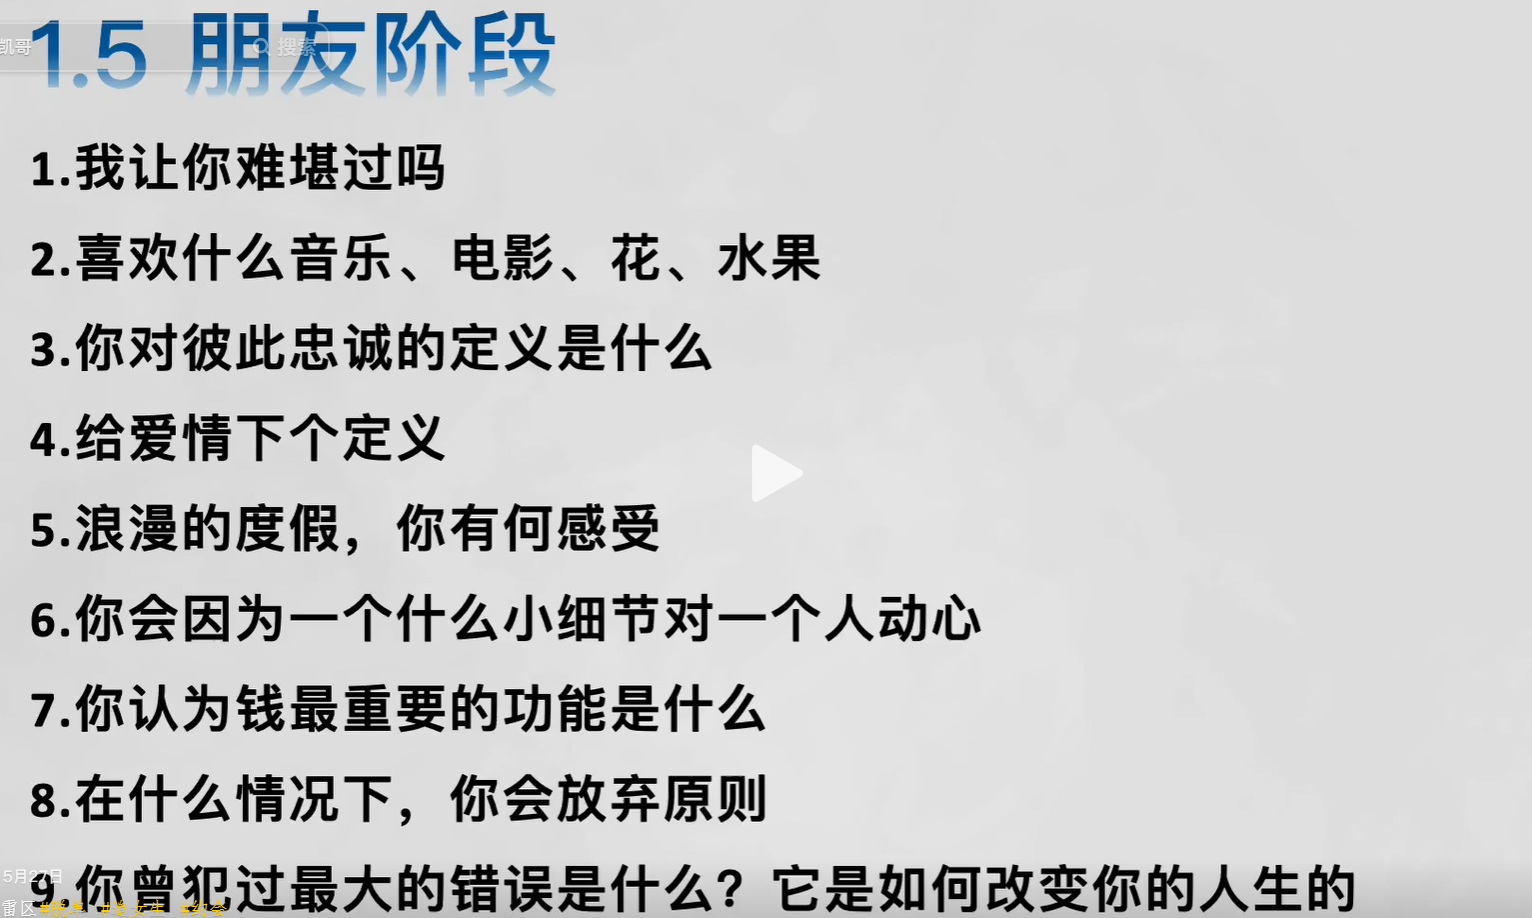 1.5 朋友阶段
凯哥
搜索
1.我让你难堪过吗
2.喜欢什么音乐、电影、花、水果
3.你对彼此忠诚的定义是什么
4.给爱情下个定义
5.浪漫的度假，你有何感受
6.你会因为一个什么小细节对一个人动心
7.你认为钱最重要的功能是什么
8.在什么情况下，你会放弃原则
5月27日
9.你曾犯过最大的错误是什么？它是如何改变你的人生的
雷区#脱单 #追女生 #约会